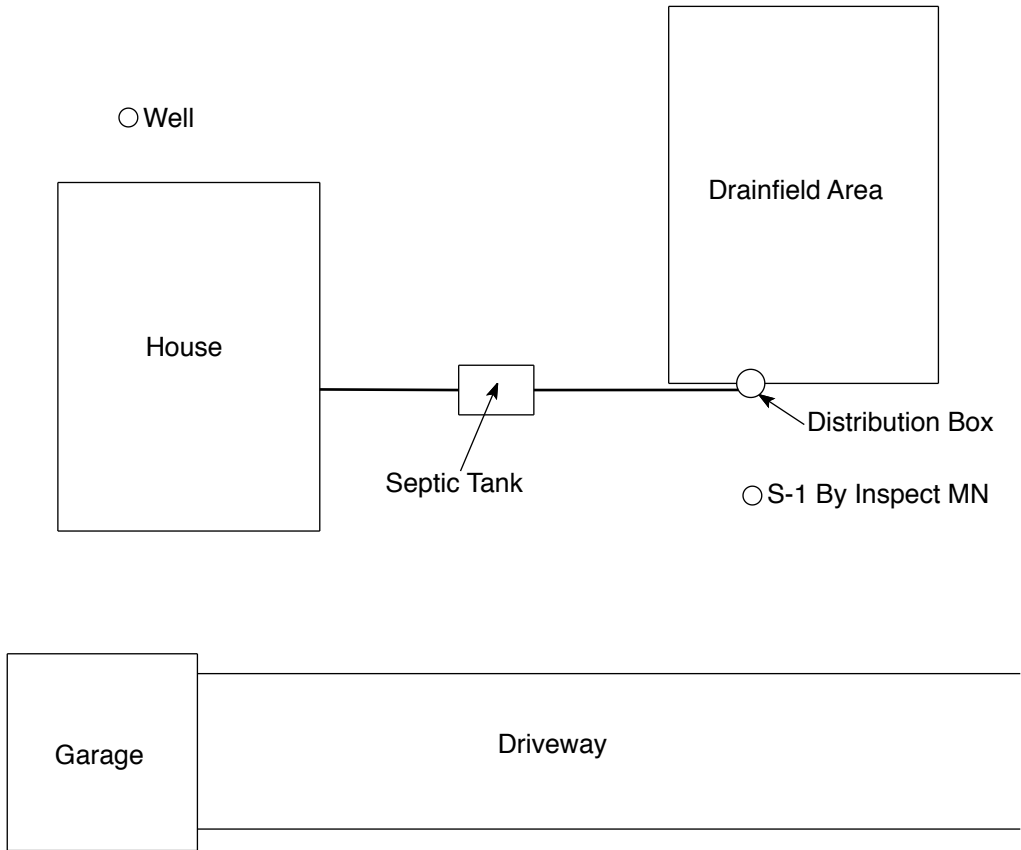 Well
Drainfield Area
House
Distribution Box
Septic Tank
S-1 By Inspect MN
Driveway
Garage